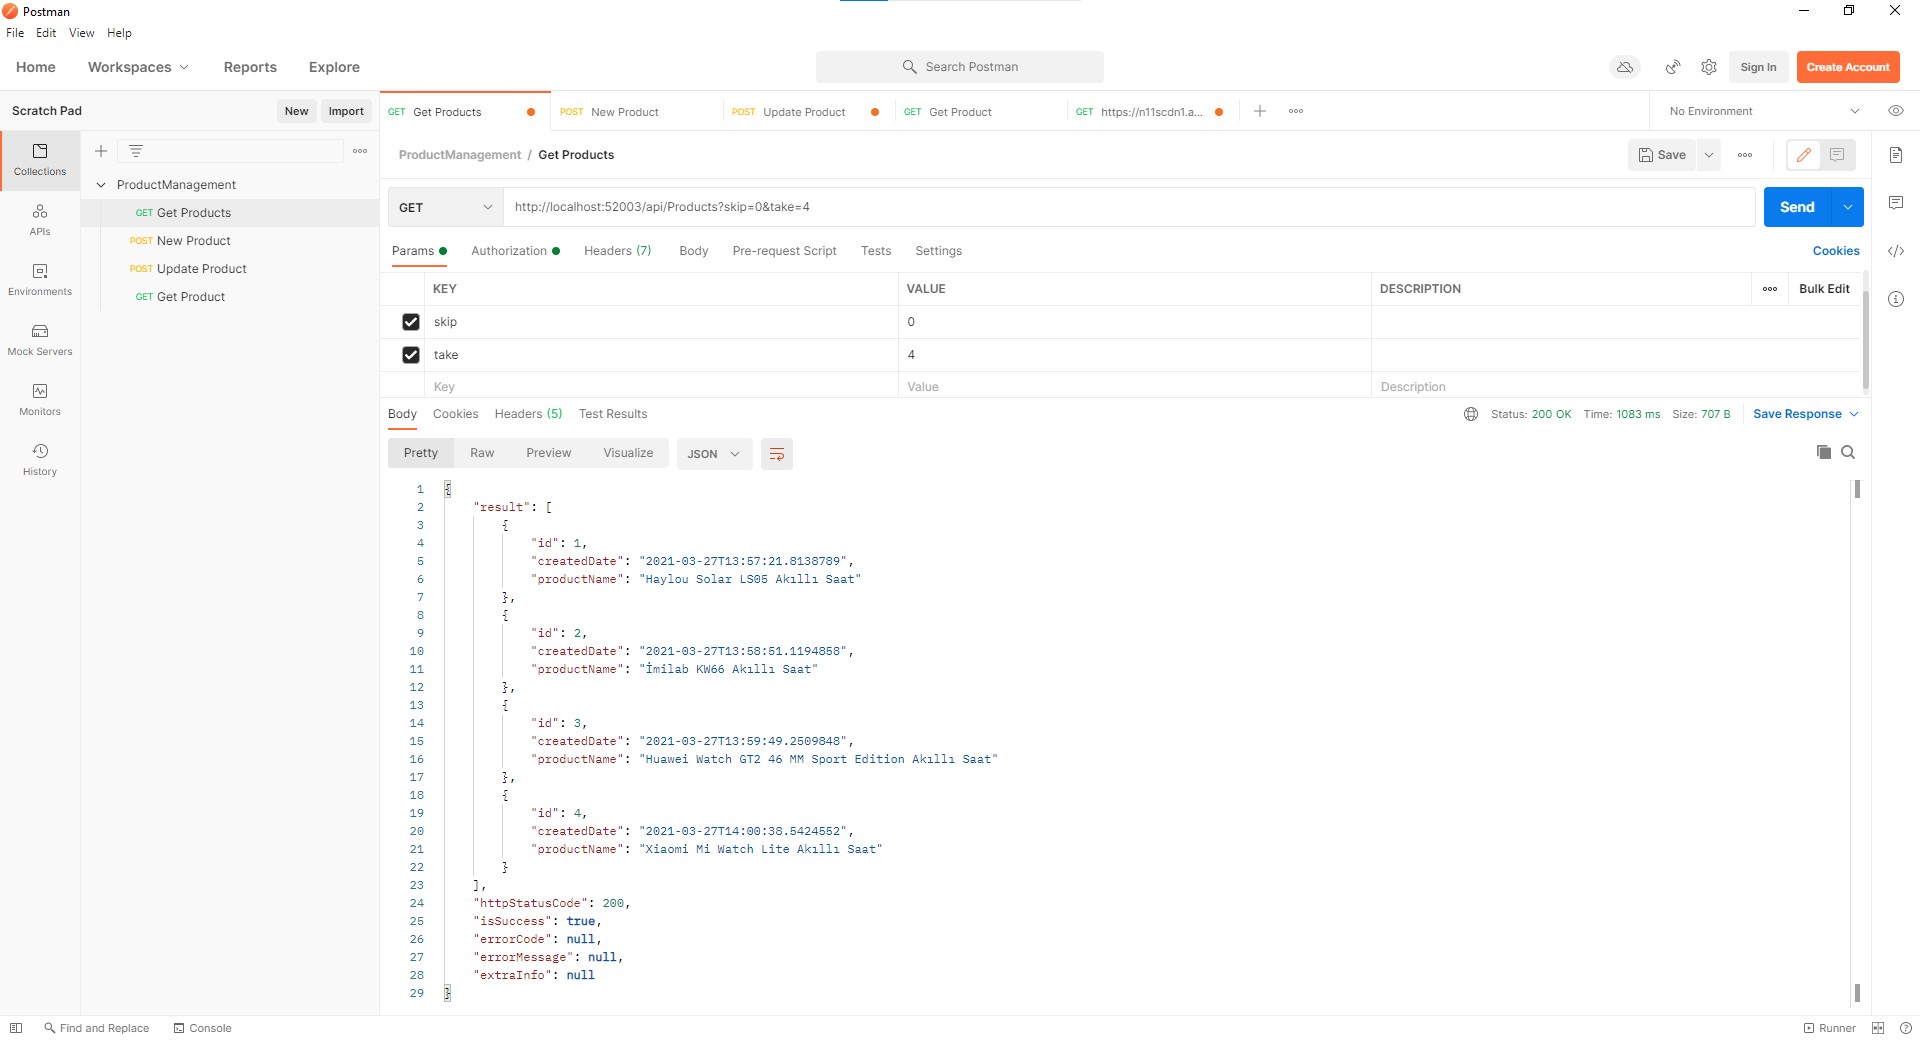 Postman
File Edit View Help
Home Workspaces Reports Explore Search Postman Sign In Create Account
Scratch Pad New Import GET Get Products POST New Product POST Update Product GET Get Product GET https://n11scdn1.a... No Environment
Collections
APIs
Environments
Mock Servers
Monitors
History
ProductManagement
GET Get Products
POST New Product
POST Update Product
GET Get Product
ProductManagement / Get Products Save
GET http://localhost:52003/api/Products?skip=0&take=4 Send
Params Authorization Headers (7) Body Pre-request Script Tests Settings Cookies
KEY VALUE DESCRIPTION Bulk Edit
skip 0
take 4
Key Value Description
Body Cookies Headers (5) Test Results Status: 200 OK Time: 1083 ms Size: 707 B Save Response
Pretty Raw Preview Visualize JSON
1 {
2 "result": [
3 {
4 "id": 1,
5 "createdDate": "2021-03-27T13:57:21.8138789",
6 "productName": "Haylou Solar LS05 Akıllı Saat"
7 },
8 {
9 "id": 2,
10 "createdDate": "2021-03-27T13:58:51.1194858",
11 "productName": "İmilab KW66 Akıllı Saat"
12 },
13 {
14 "id": 3,
15 "createdDate": "2021-03-27T13:59:49.2509848",
16 "productName": "Huawei Watch GT2 46 MM Sport Edition Akıllı Saat"
17 },
18 {
19 "id": 4,
20 "createdDate": "2021-03-27T14:00:38.5424552",
21 "productName": "Xiaomi Mi Watch Lite Akıllı Saat"
22 }
23 ],
24 "httpStatusCode": 200,
25 "isSuccess": true,
26 "errorCode": null,
27 "errorMessage": null,
28 "extraInfo": null
29 }
Find and Replace Console Runner